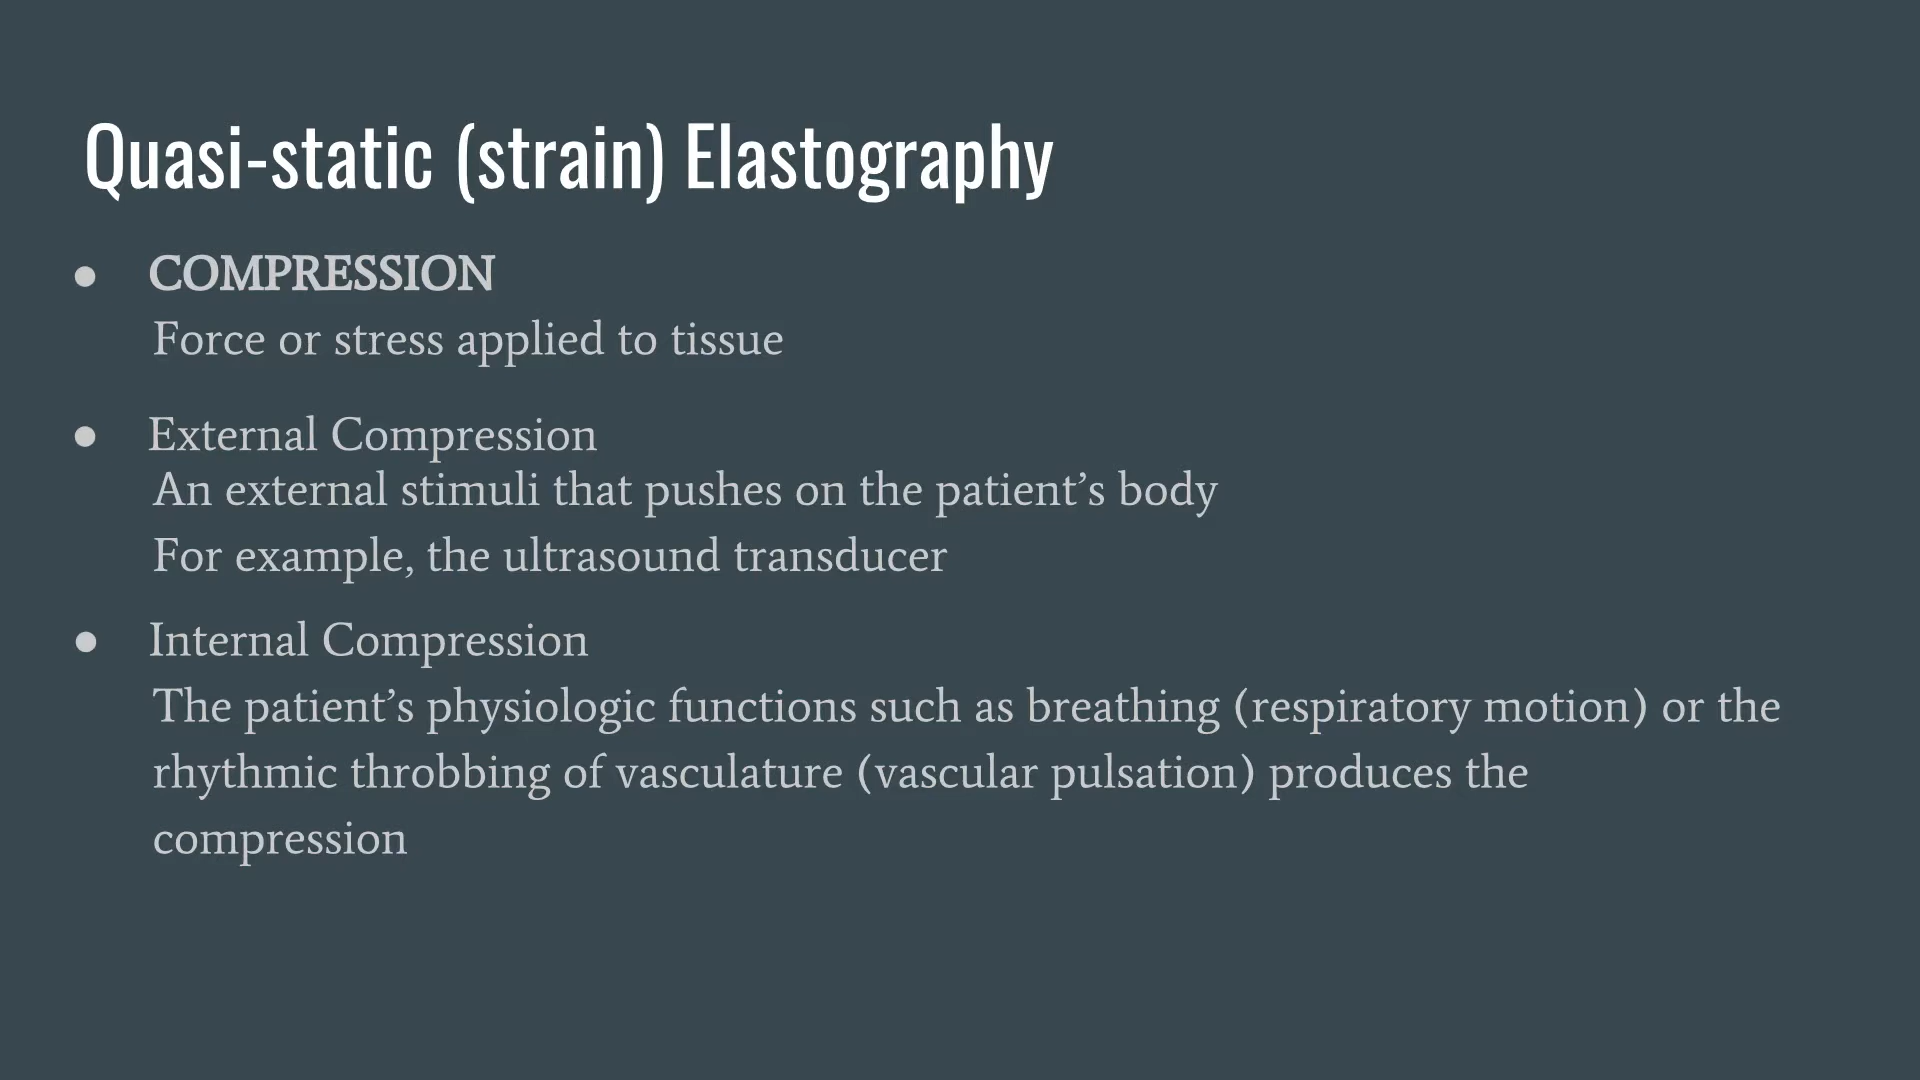 Quasi-static (strain) Elastography
● COMPRESSION
Force or stress applied to tissue
● External Compression
An external stimuli that pushes on the patient’s body
For example, the ultrasound transducer
● Internal Compression
The patient’s physiologic functions such as breathing (respiratory motion) or the
rhythmic throbbing of vasculature (vascular pulsation) produces the
compression